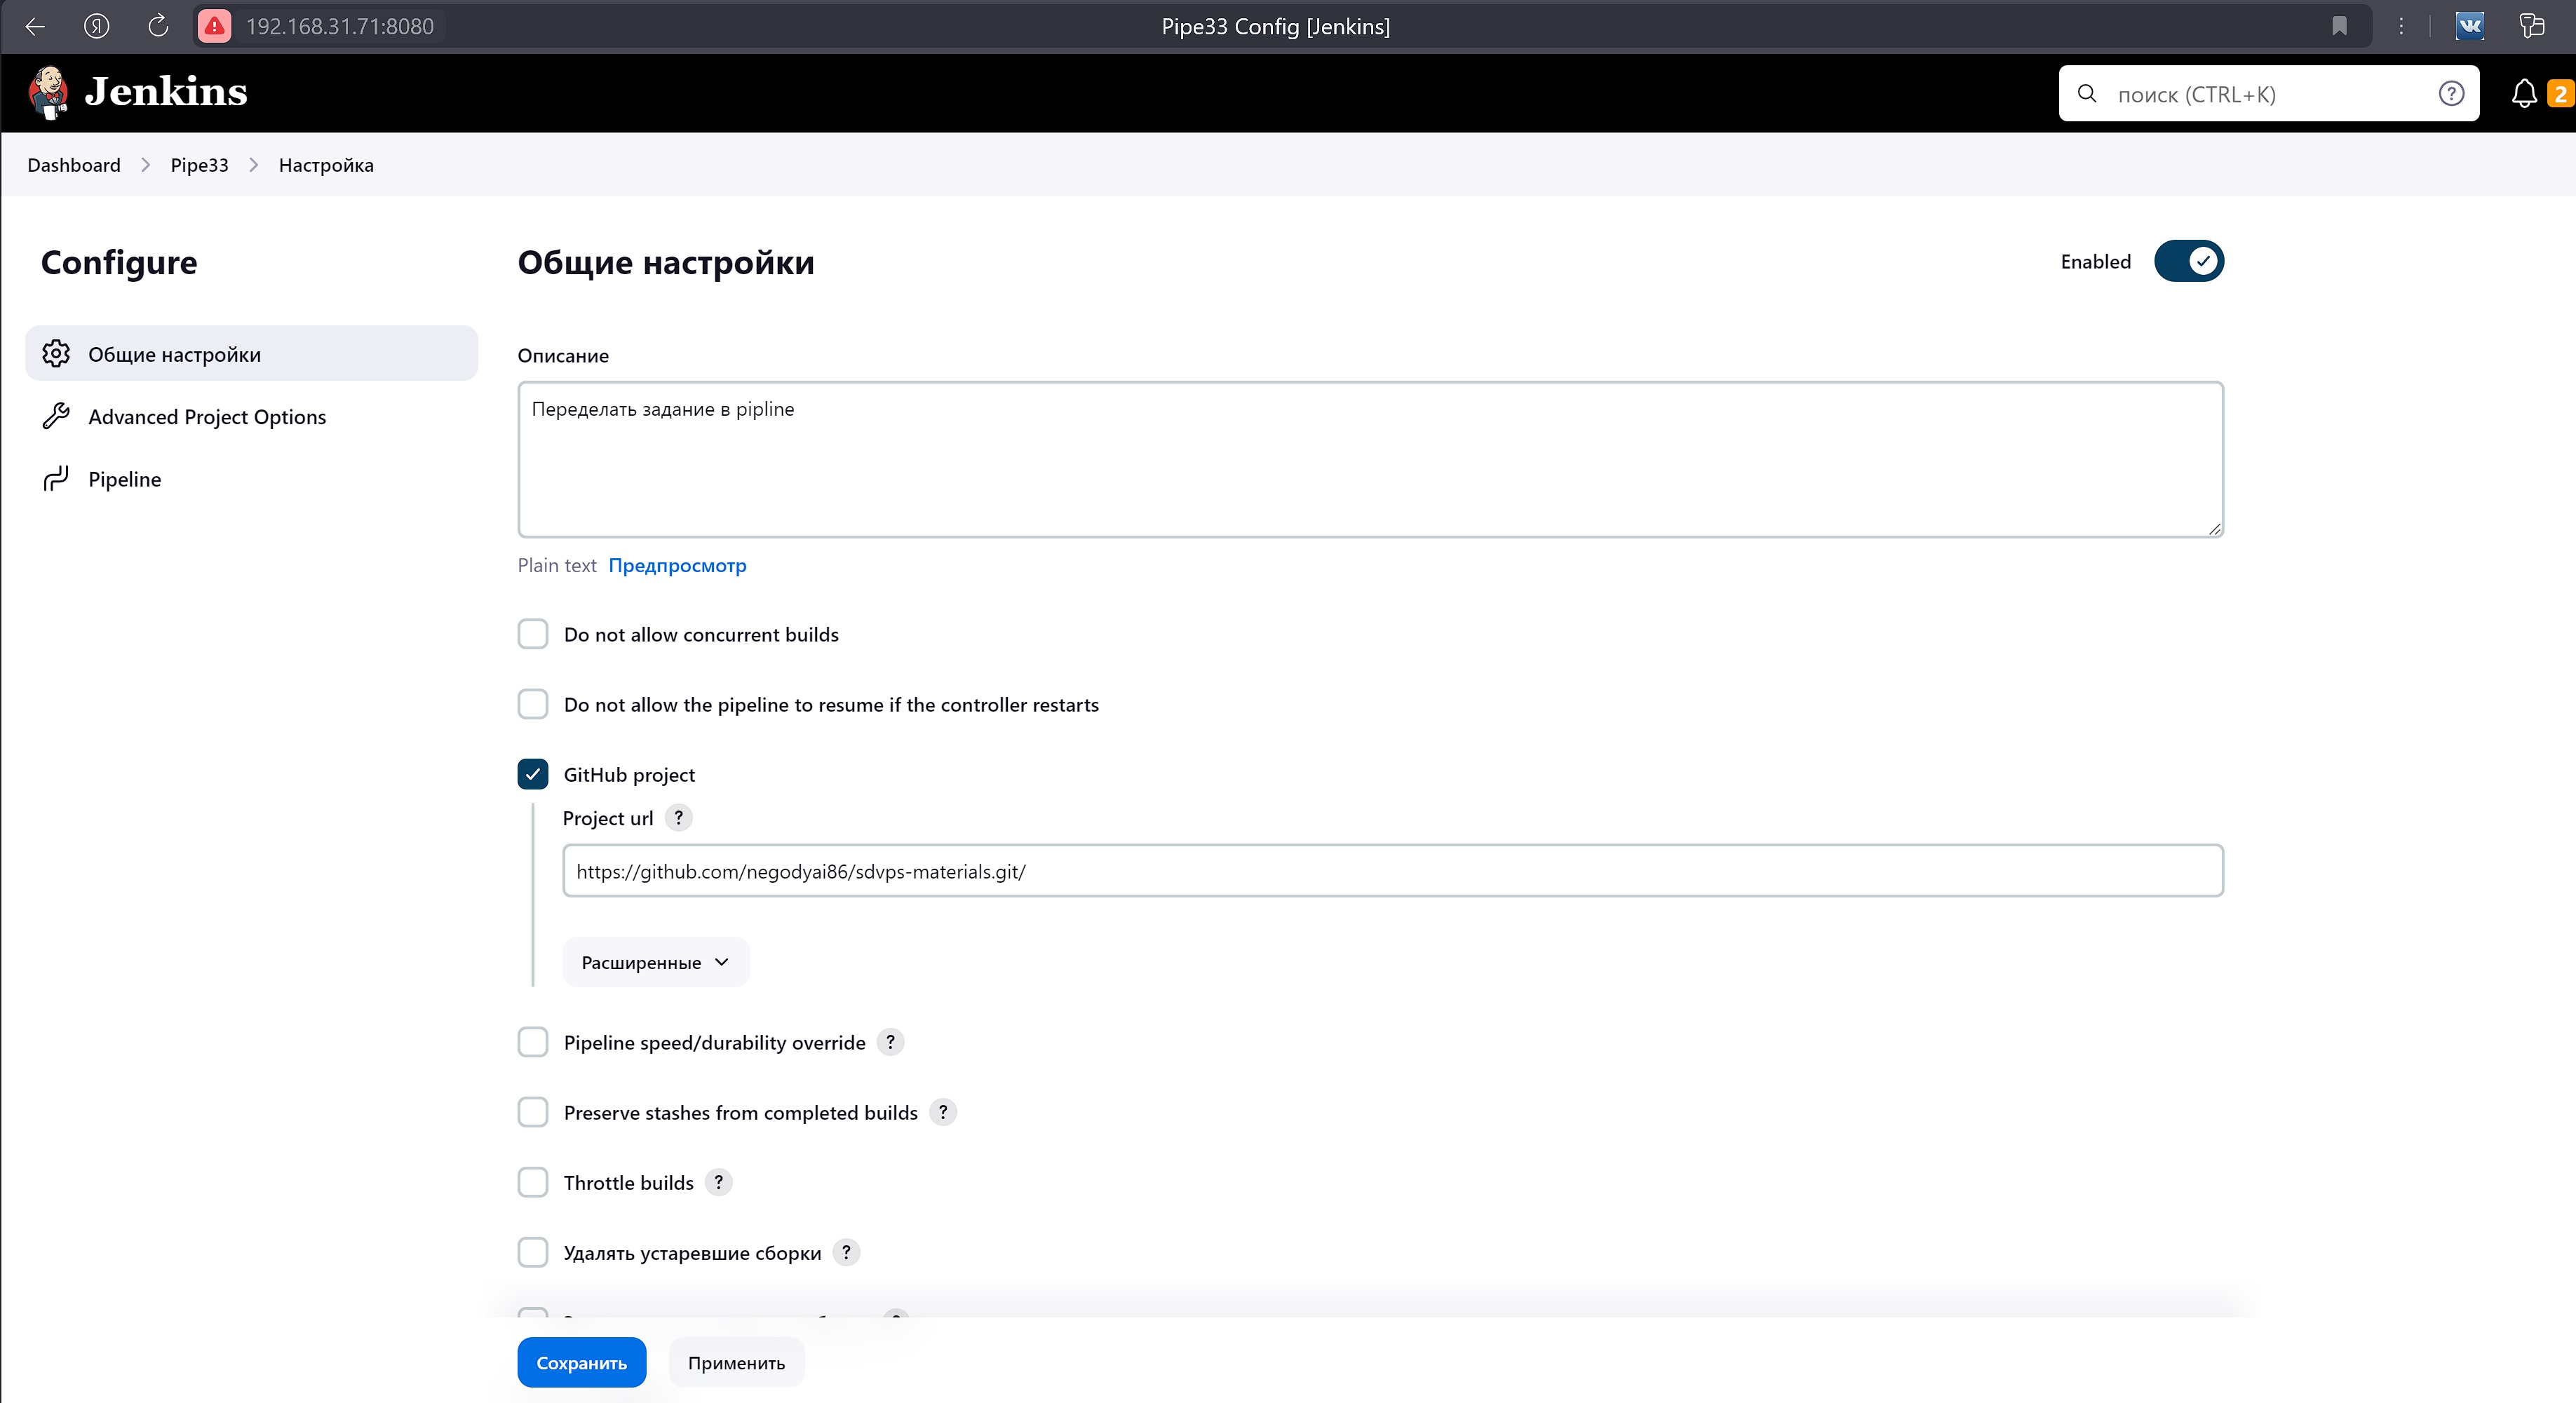 192.168.31.71:8080
Pipe33 Config [Jenkins]
Jenkins
поиск (CTRL+K)
2
Dashboard
Pipe33
Настройка
Configure
Общие настройки
Advanced Project Options
Pipeline
Общие настройки
Enabled
Описание
Переделать задание в pipline
Plain text Предпросмотр
Do not allow concurrent builds
Do not allow the pipeline to resume if the controller restarts
GitHub project
Project url ?
https://github.com/negodyai86/sdvps-materials.git/
Расширенные
Pipeline speed/durability override ?
Preserve stashes from completed builds ?
Throttle builds ?
Удалять устаревшие сборки ?
Сохранить
Применить